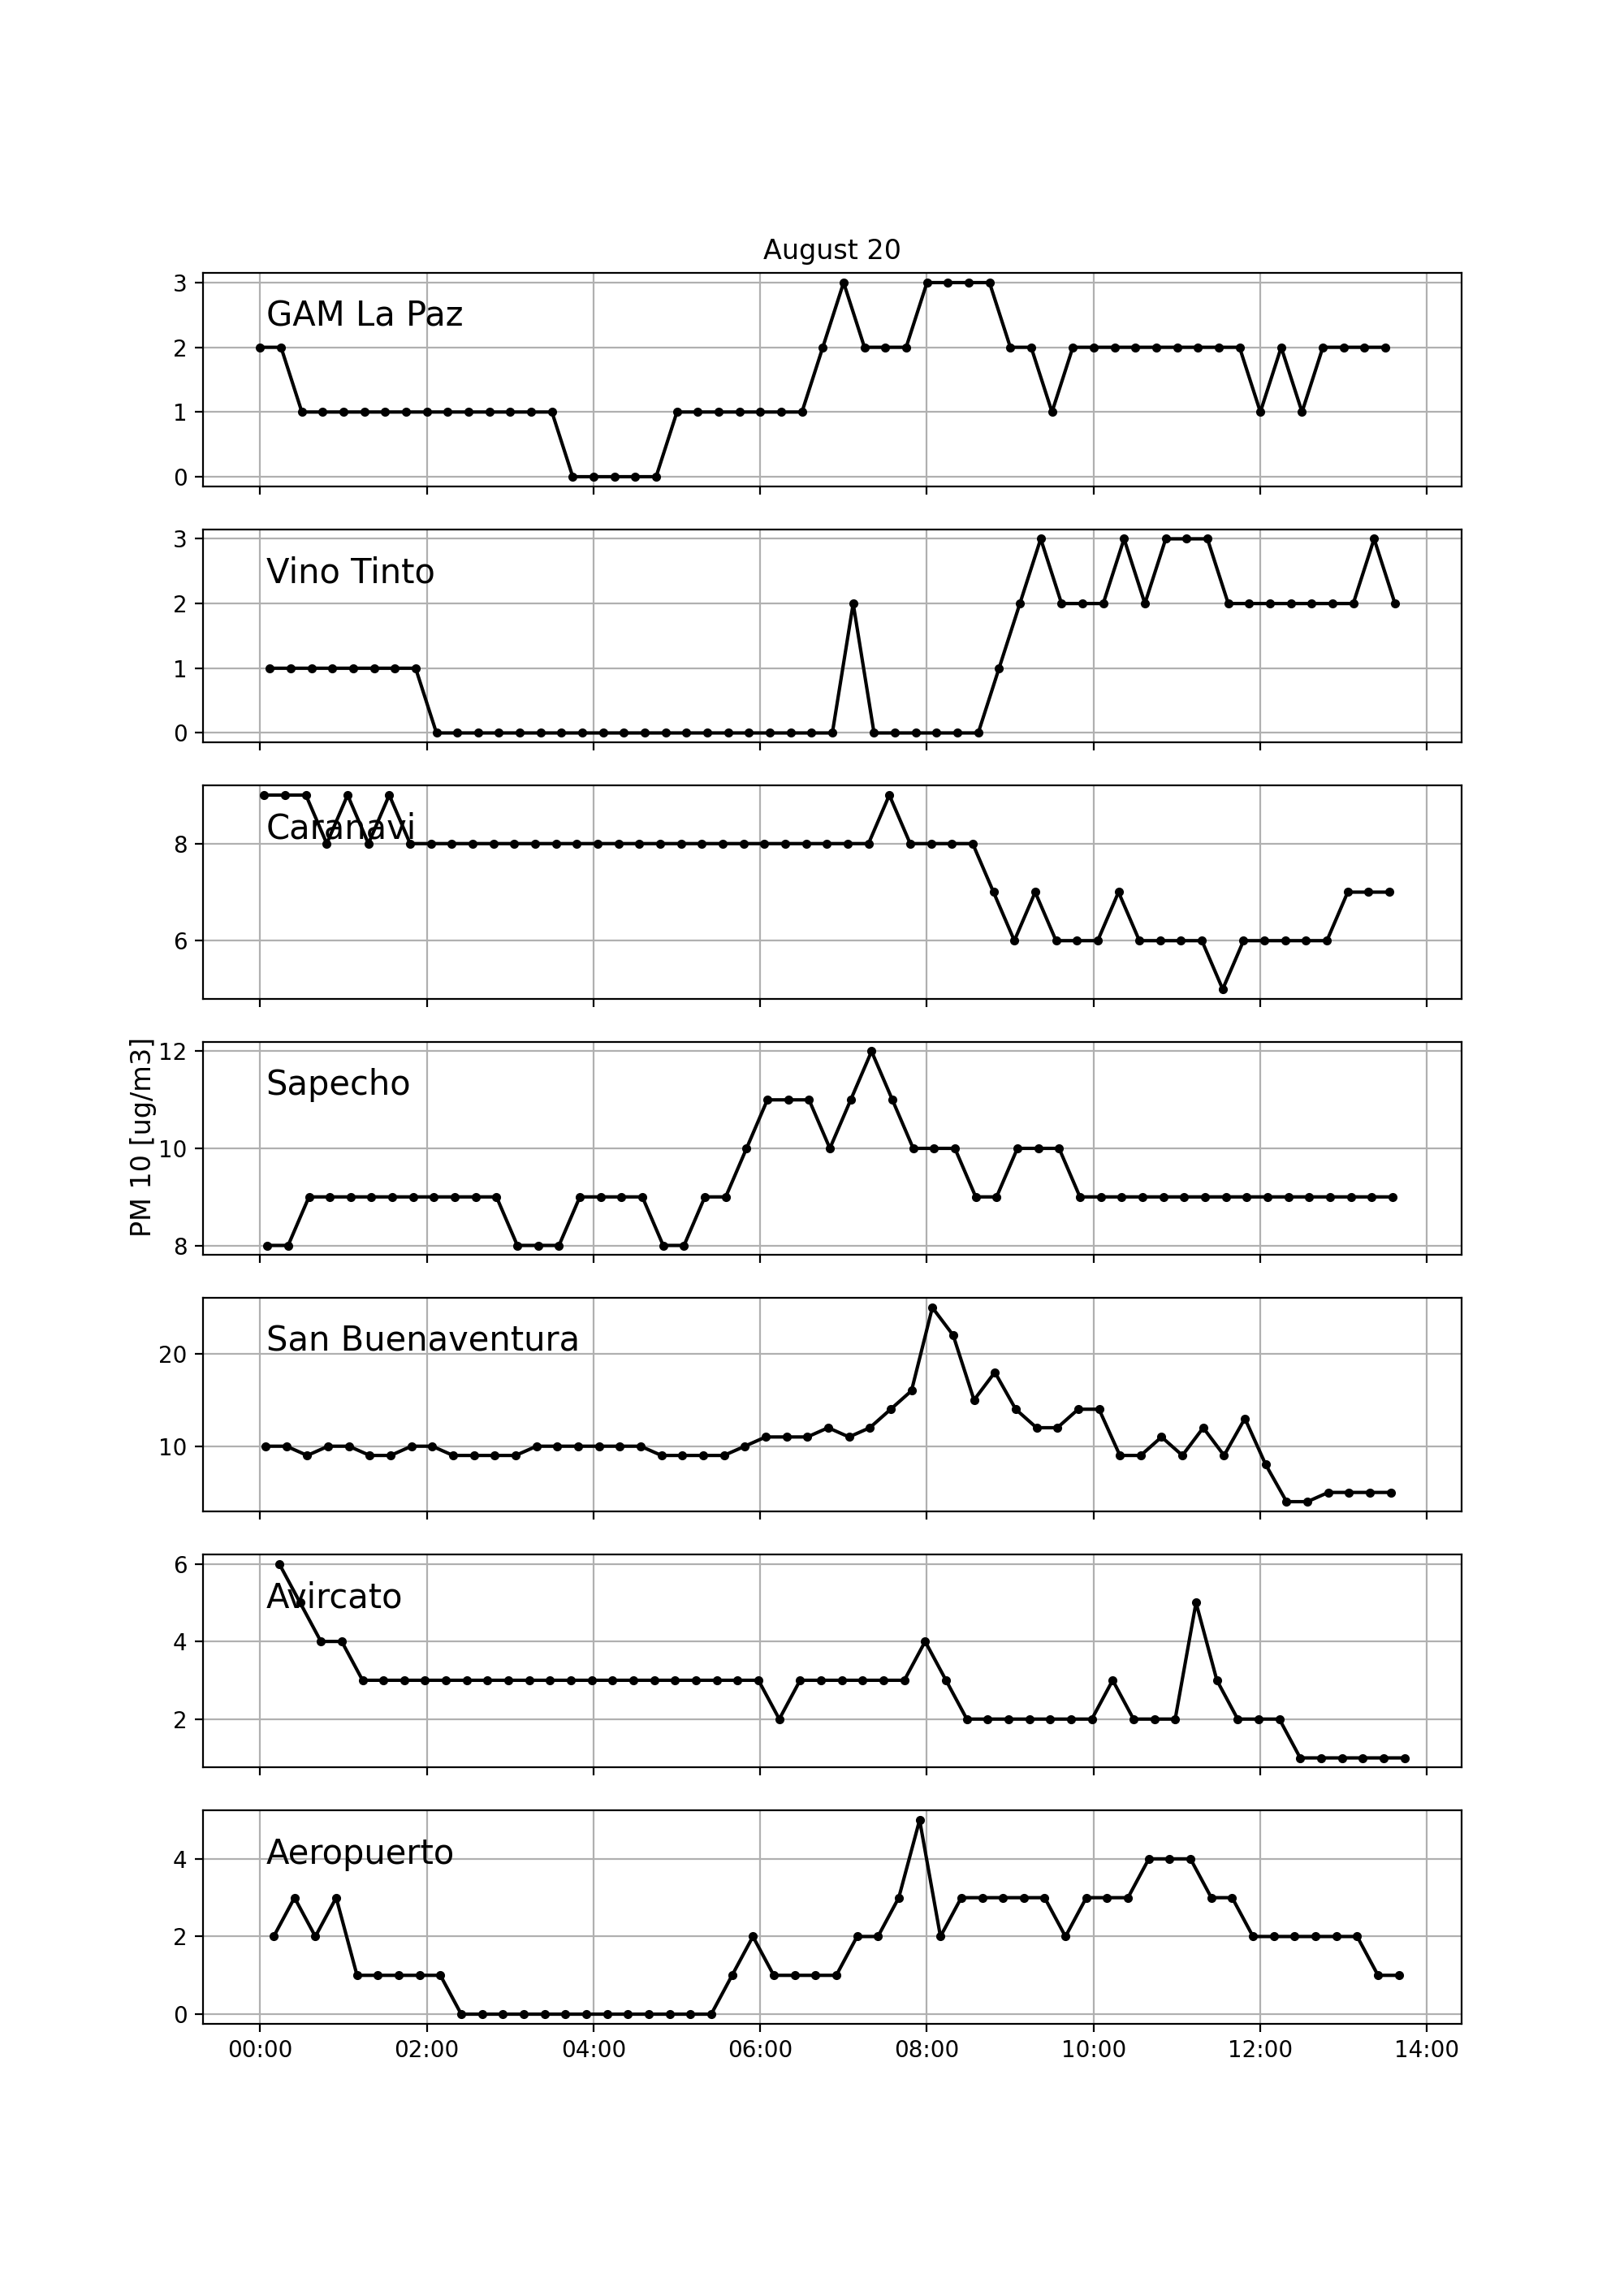 August 20
3
GAM La Paz
2
1
0
3
Vino Tinto
2
1
0
Caranavi
8
6
PM 10 [ug/m3]
12
Sapecho
10
8
San Buenaventura
20
10
6
Avircato
4
2
Aeropuerto
4
2
0
00:00 02:00 04:00 06:00 08:00 10:00 12:00 14:00